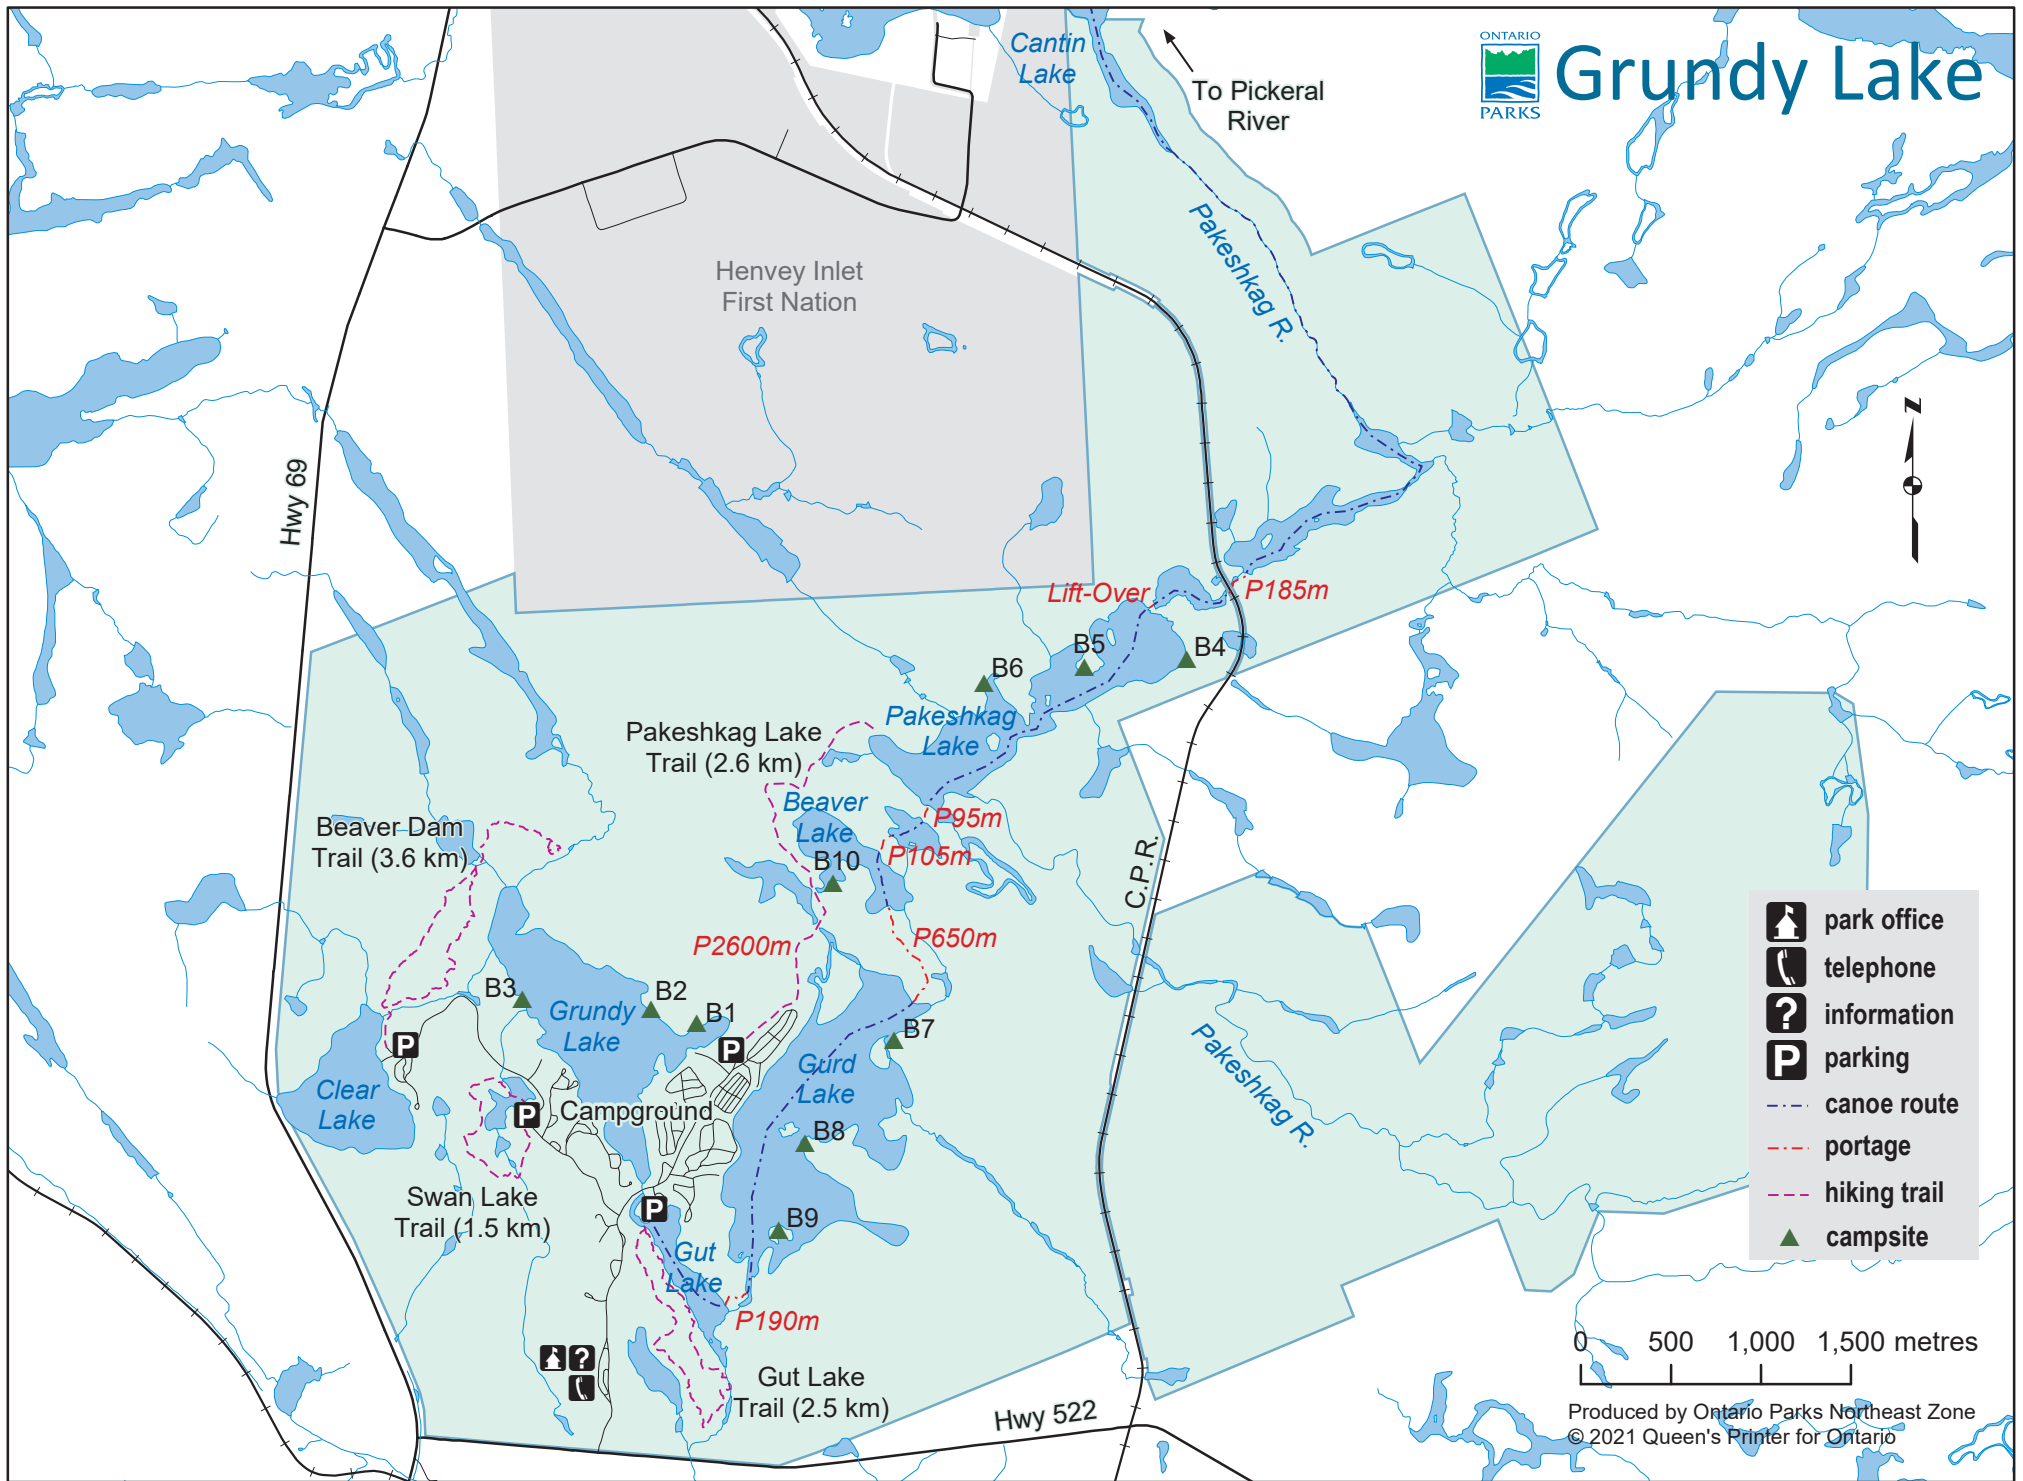 Cantin
Lake
To Pickeral
River
ONTARIO
PARKS
Grundy Lake
Pakeshkag R.
Henvey Inlet
First Nation
Hwy 69
N
Lift-Over
P185m
B5
B4
B6
Pakeshkag
Lake
Pakeshkag Lake
Trail (2.6 km)
Beaver
Lake
P95m
P105m
B10
Beaver Dam
Trail (3.6 km)
C.P.R.
P2600m
P650m
B3
B2
B1
Grundy
Lake
B7
P
P
Gurd
Lake
Clear
Lake
P
Campground
B8
Pakeshkag R.
Swan Lake
Trail (1.5 km)
P
B9
Gut
Lake
P190m
?
Gut Lake
Trail (2.5 km)
Hwy 522
park office
telephone
? information
P parking
canoe route
portage
hiking trail
campsite
0 500 1,000 1,500 metres
Produced by Ontario Parks Northeast Zone
© 2021 Queen's Printer for Ontario